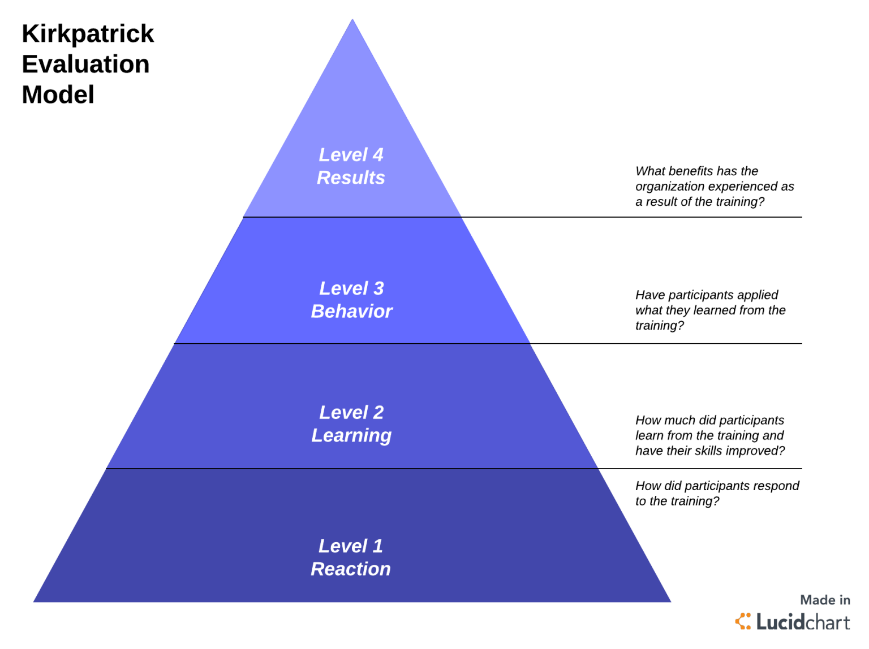 Kirkpatrick
Evaluation
Model
Level 4
Results
What benefits has the
organization experienced as
a result of the training?
Level 3
Behavior
Have participants applied
what they learned from the
training?
Level 2
Learning
How much did participants
learn from the training and
have their skills improved?
How did participants respond
to the training?
Level 1
Reaction
Made in
Lucidchart